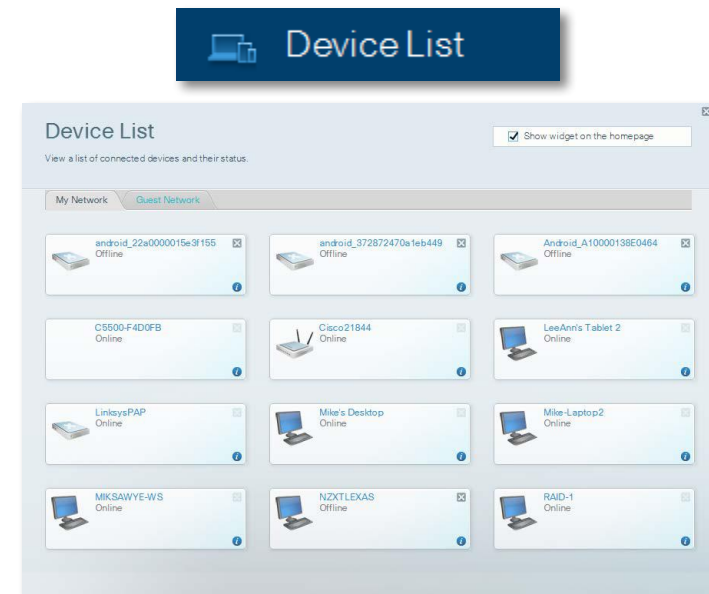 Device List
Device List
Show widget on the homepage
View a list of connected devices and their status.
My Network Guest Network
android_22a0000015e3f155
Offline
android_372872470a1eb449
Offline
Android_A10000138E0464
Offline
C5500-F4D0FB
Online
Cisco21844
Online
LeeAnn's Tablet 2
Online
LinksysPAP
Online
Mike's Desktop
Online
Mike-Laptop2
Online
MIKSAWYE-WS
Online
NZXTLEXAS
Offline
RAID-1
Online